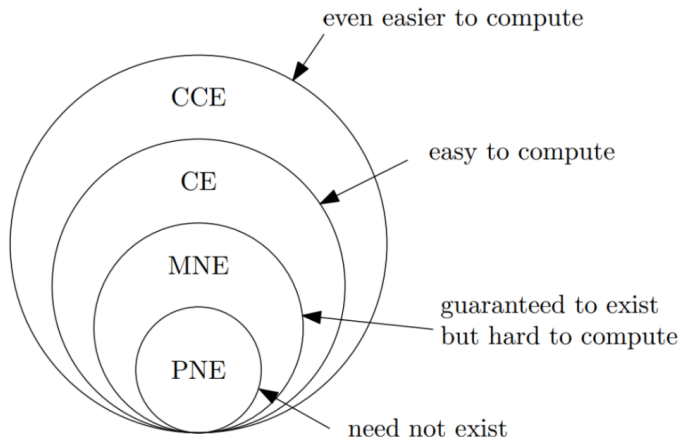 even easier to compute
CCE
easy to compute
CE
MNE
guaranteed to exist
but hard to compute
PNE
need not exist